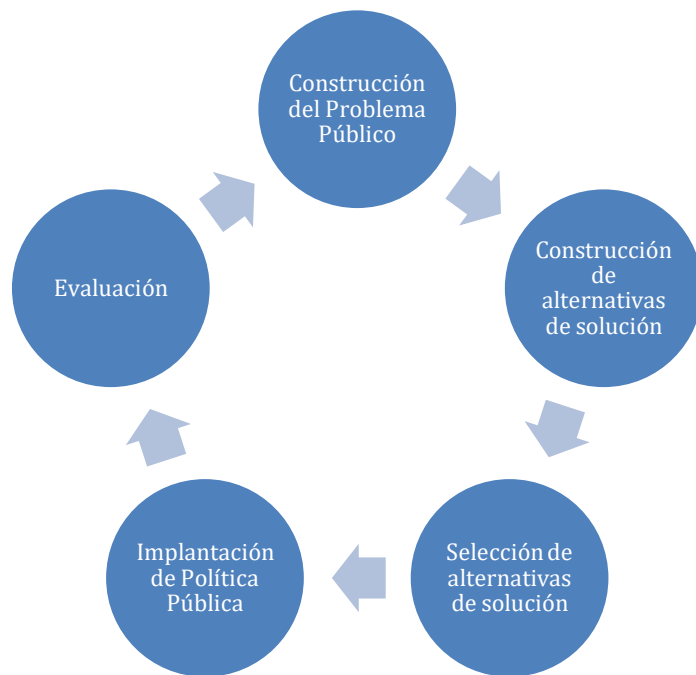 Construcción
del Problema
Público
Construcción
de
alternativas
de solución
Selección de
alternativas
de solución
Implantación
de Política
Pública
Evaluación